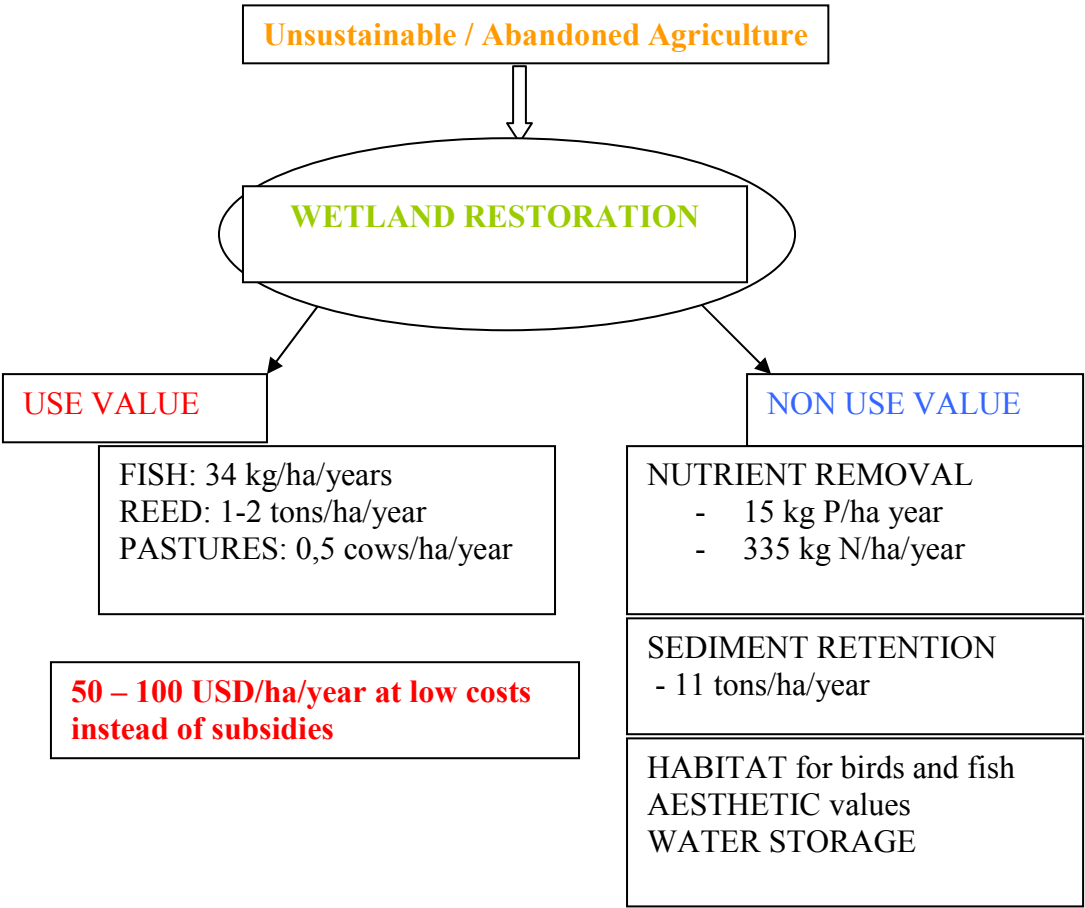 Unsustainable / Abandoned Agriculture
WETLAND RESTORATION
USE VALUE
FISH: 34 kg/ha/years
REED: 1-2 tons/ha/year
PASTURES: 0,5 cows/ha/year
50 – 100 USD/ha/year at low costs
instead of subsidies
NON USE VALUE
NUTRIENT REMOVAL
- 15 kg P/ha year
- 335 kg N/ha/year
SEDIMENT RETENTION
- 11 tons/ha/year
HABITAT for birds and fish
AESTHETIC values
WATER STORAGE